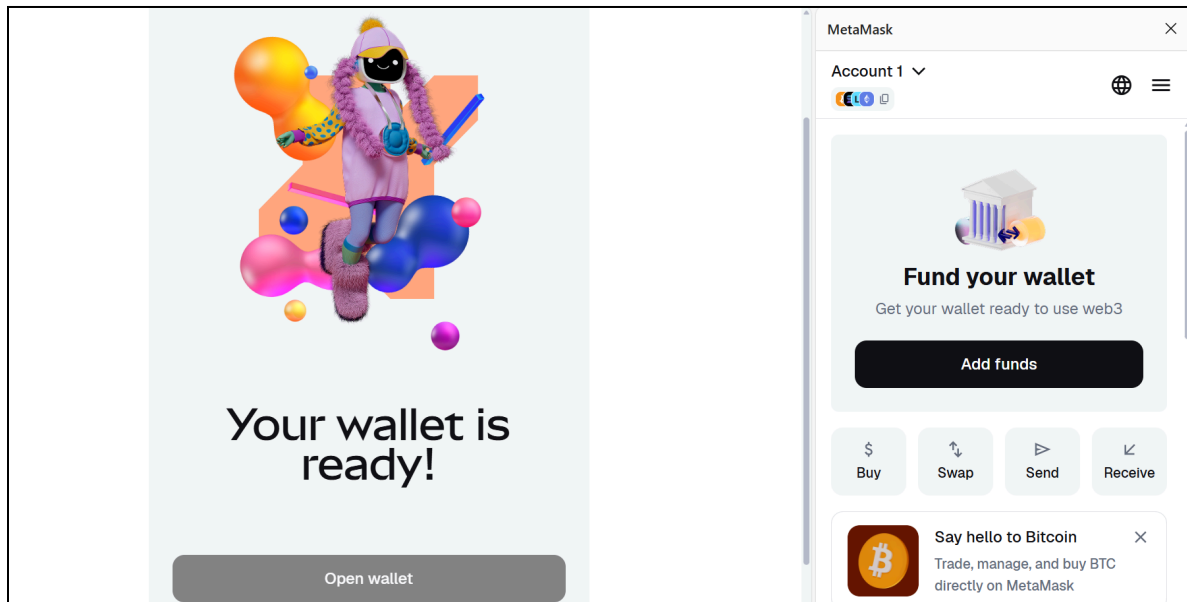 Your wallet is
ready!
Open wallet
MetaMask
Account 1
Fund your wallet
Get your wallet ready to use web3
Add funds
$
Buy
Swap
Send
Receive
Say hello to Bitcoin
Trade, manage, and buy BTC
directly on MetaMask